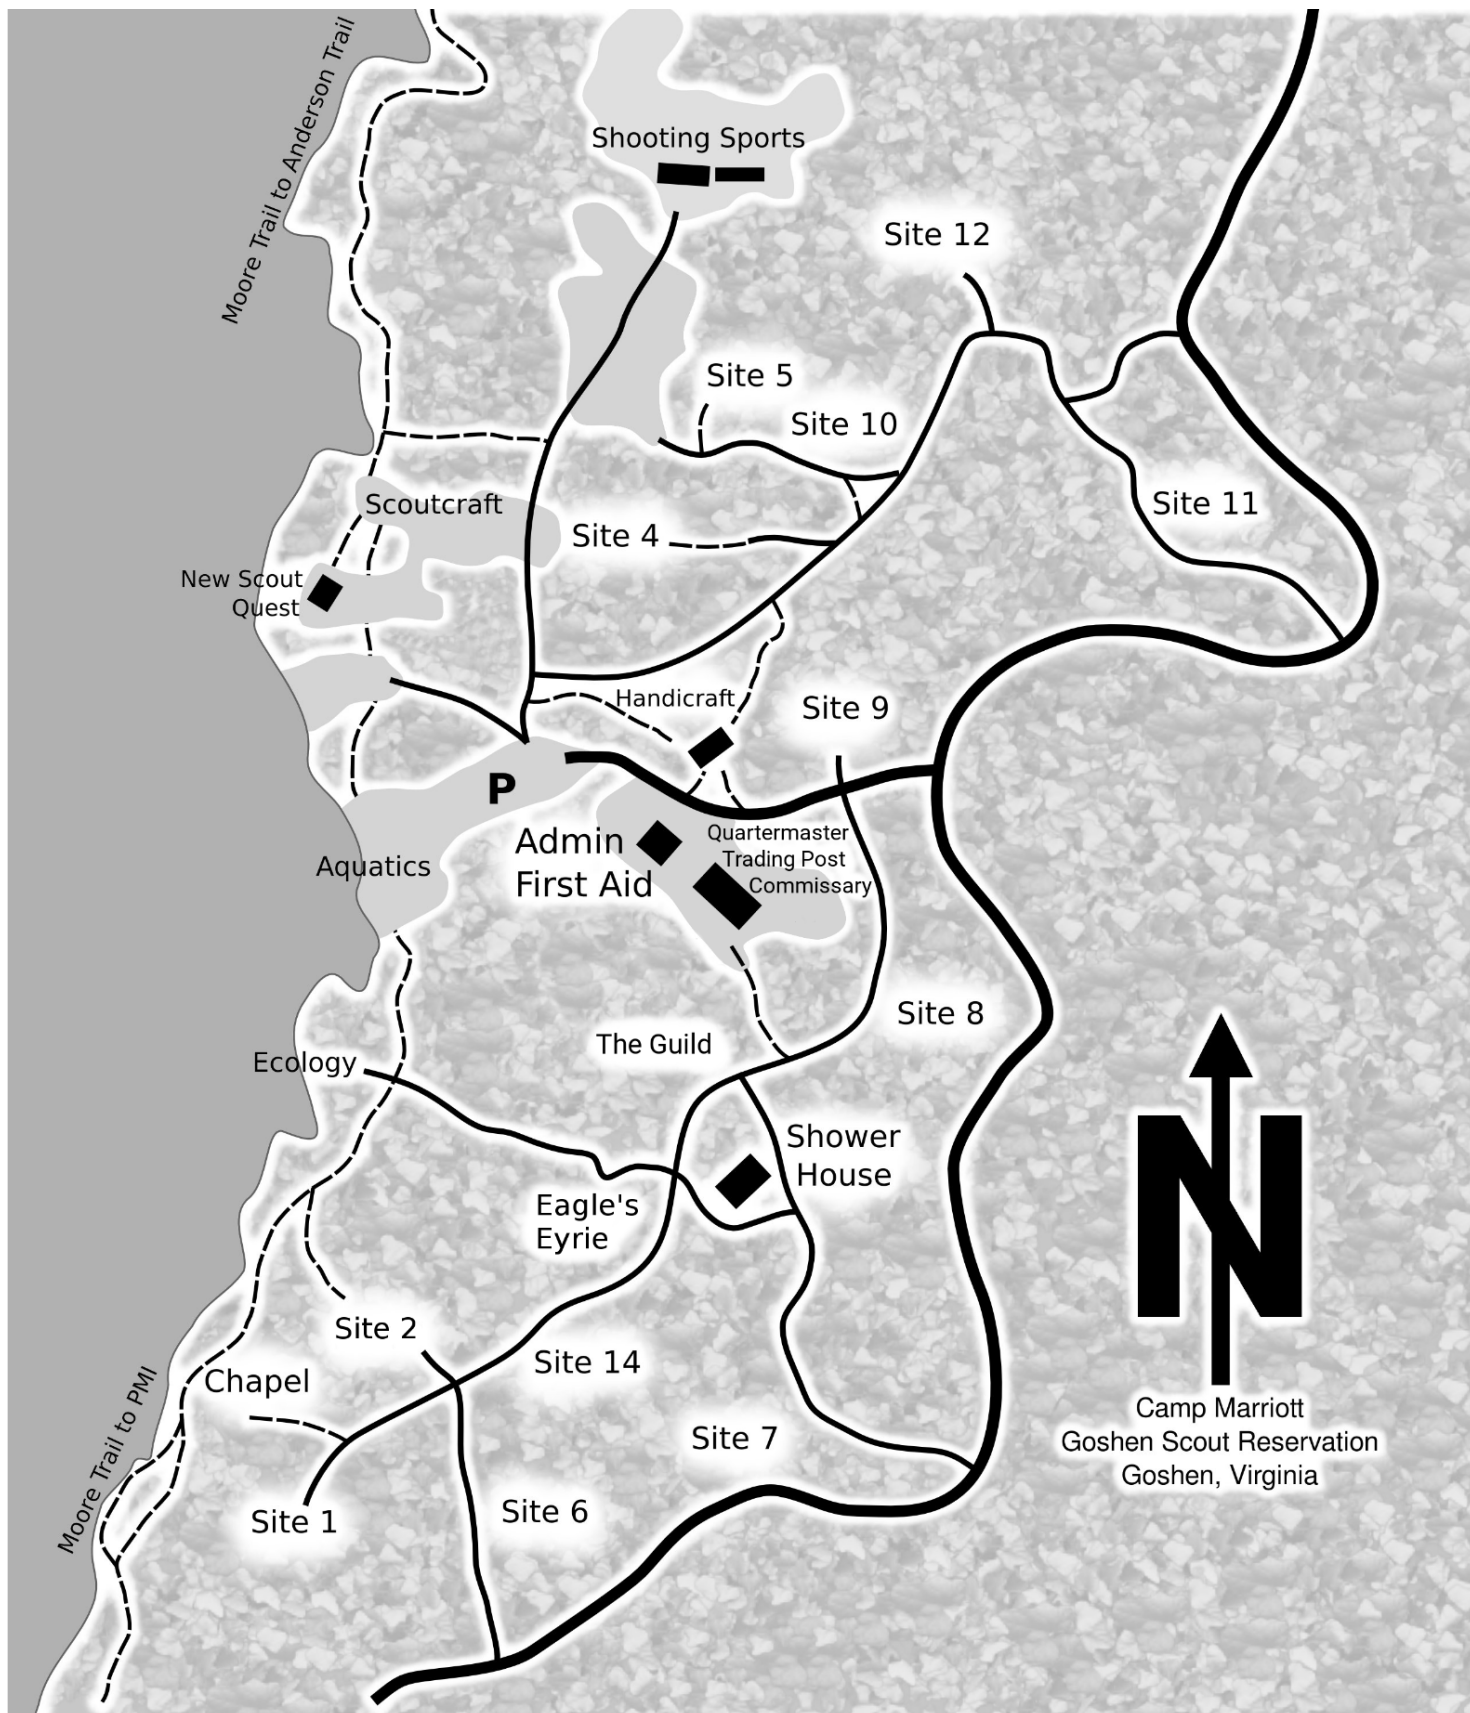 Moore Trail to Anderson Trail
Shooting Sports
Site 12
Site 5
Site 10
Scoutcraft
Site 4
Site 11
New Scout
Quest
Handicraft
Site 9
P
Admin
First Aid
Quartermaster
Trading Post
Commissary
Aquatics
Site 8
The Guild
Ecology
Shower
House
Eagle's
Eyrie
N
Site 2
Site 14
Chapel
Moore Trail to PMI
Site 7
Site 6
Site 1
Camp Marriott
Goshen Scout Reservation
Goshen, Virginia